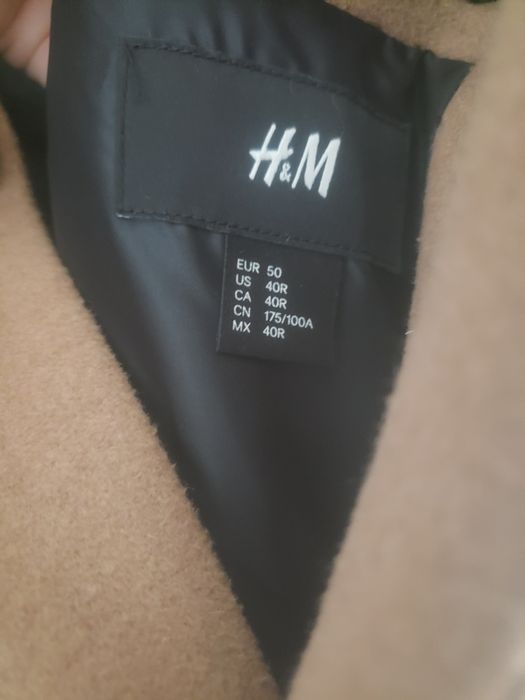 H&M
EUR 50
US 40R
CA 40R
CN 175/100A
MX 40R